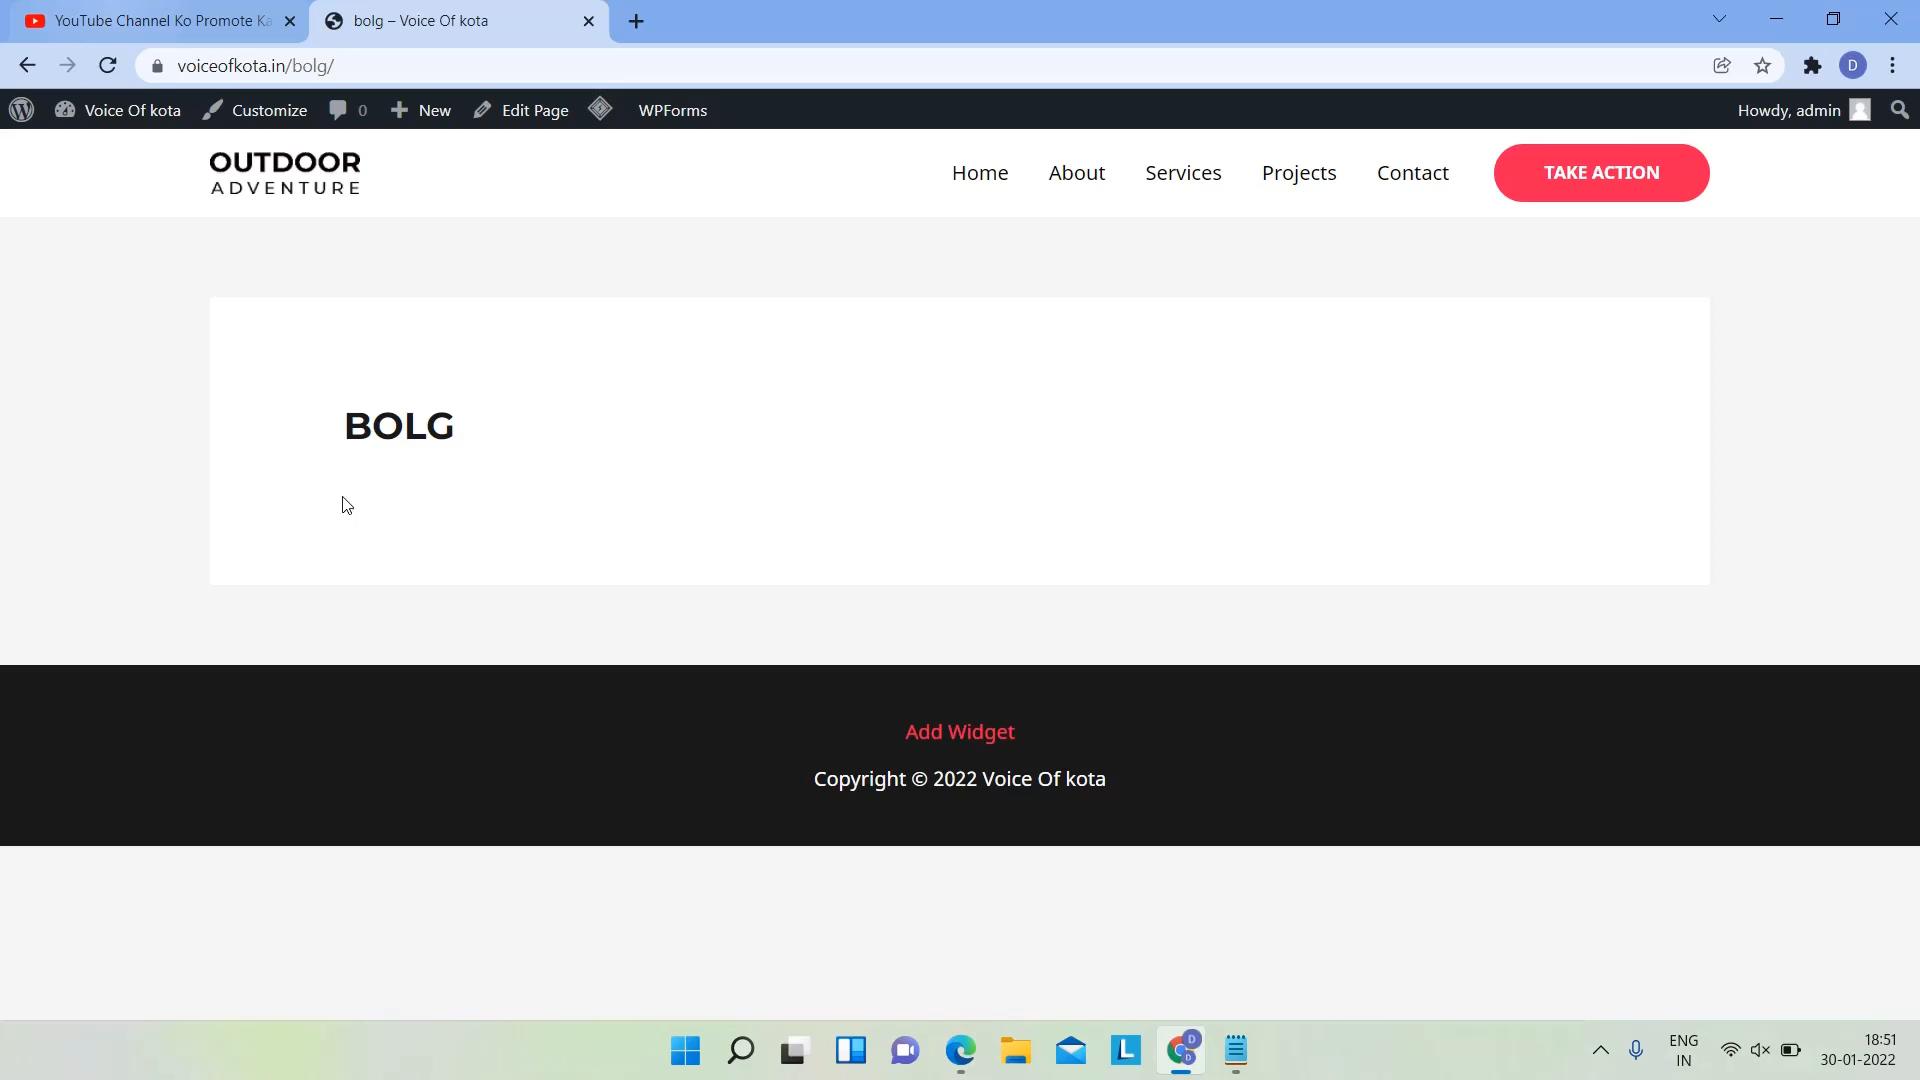 YouTube Channel Ko Promote Ka
bolg – Voice Of kota
voiceofkota.in/bolg/
D
Voice Of kota
Customize
0
New
Edit Page
WPForms
Howdy, admin
OUTDOOR
ADVENTURE
Home
About
Services
Projects
Contact
TAKE ACTION
BOLG
Add Widget
Copyright © 2022 Voice Of kota
L
D
D
ENG
IN
18:51
30-01-2022